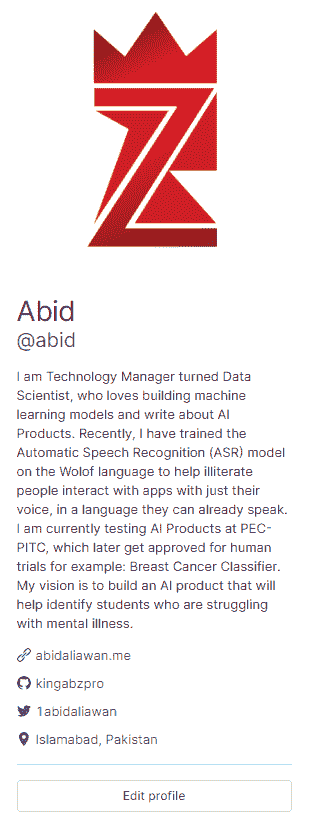 Abid
@abid
I am Technology Manager turned Data
Scientist, who loves building machine
learning models and write about AI
Products. Recently, I have trained the
Automatic Speech Recognition (ASR) model
on the Wolof language to help illiterate
people interact with apps with just their
voice, in a language they can already speak.
I am currently testing AI Products at PEC-
PITC, which later get approved for human
trials for example: Breast Cancer Classifier.
My vision is to build an AI product that will
help identify students who are struggling
with mental illness.
abidaliawan.me
kingabzpro
1abidaliawan
Islamabad, Pakistan
Edit profile